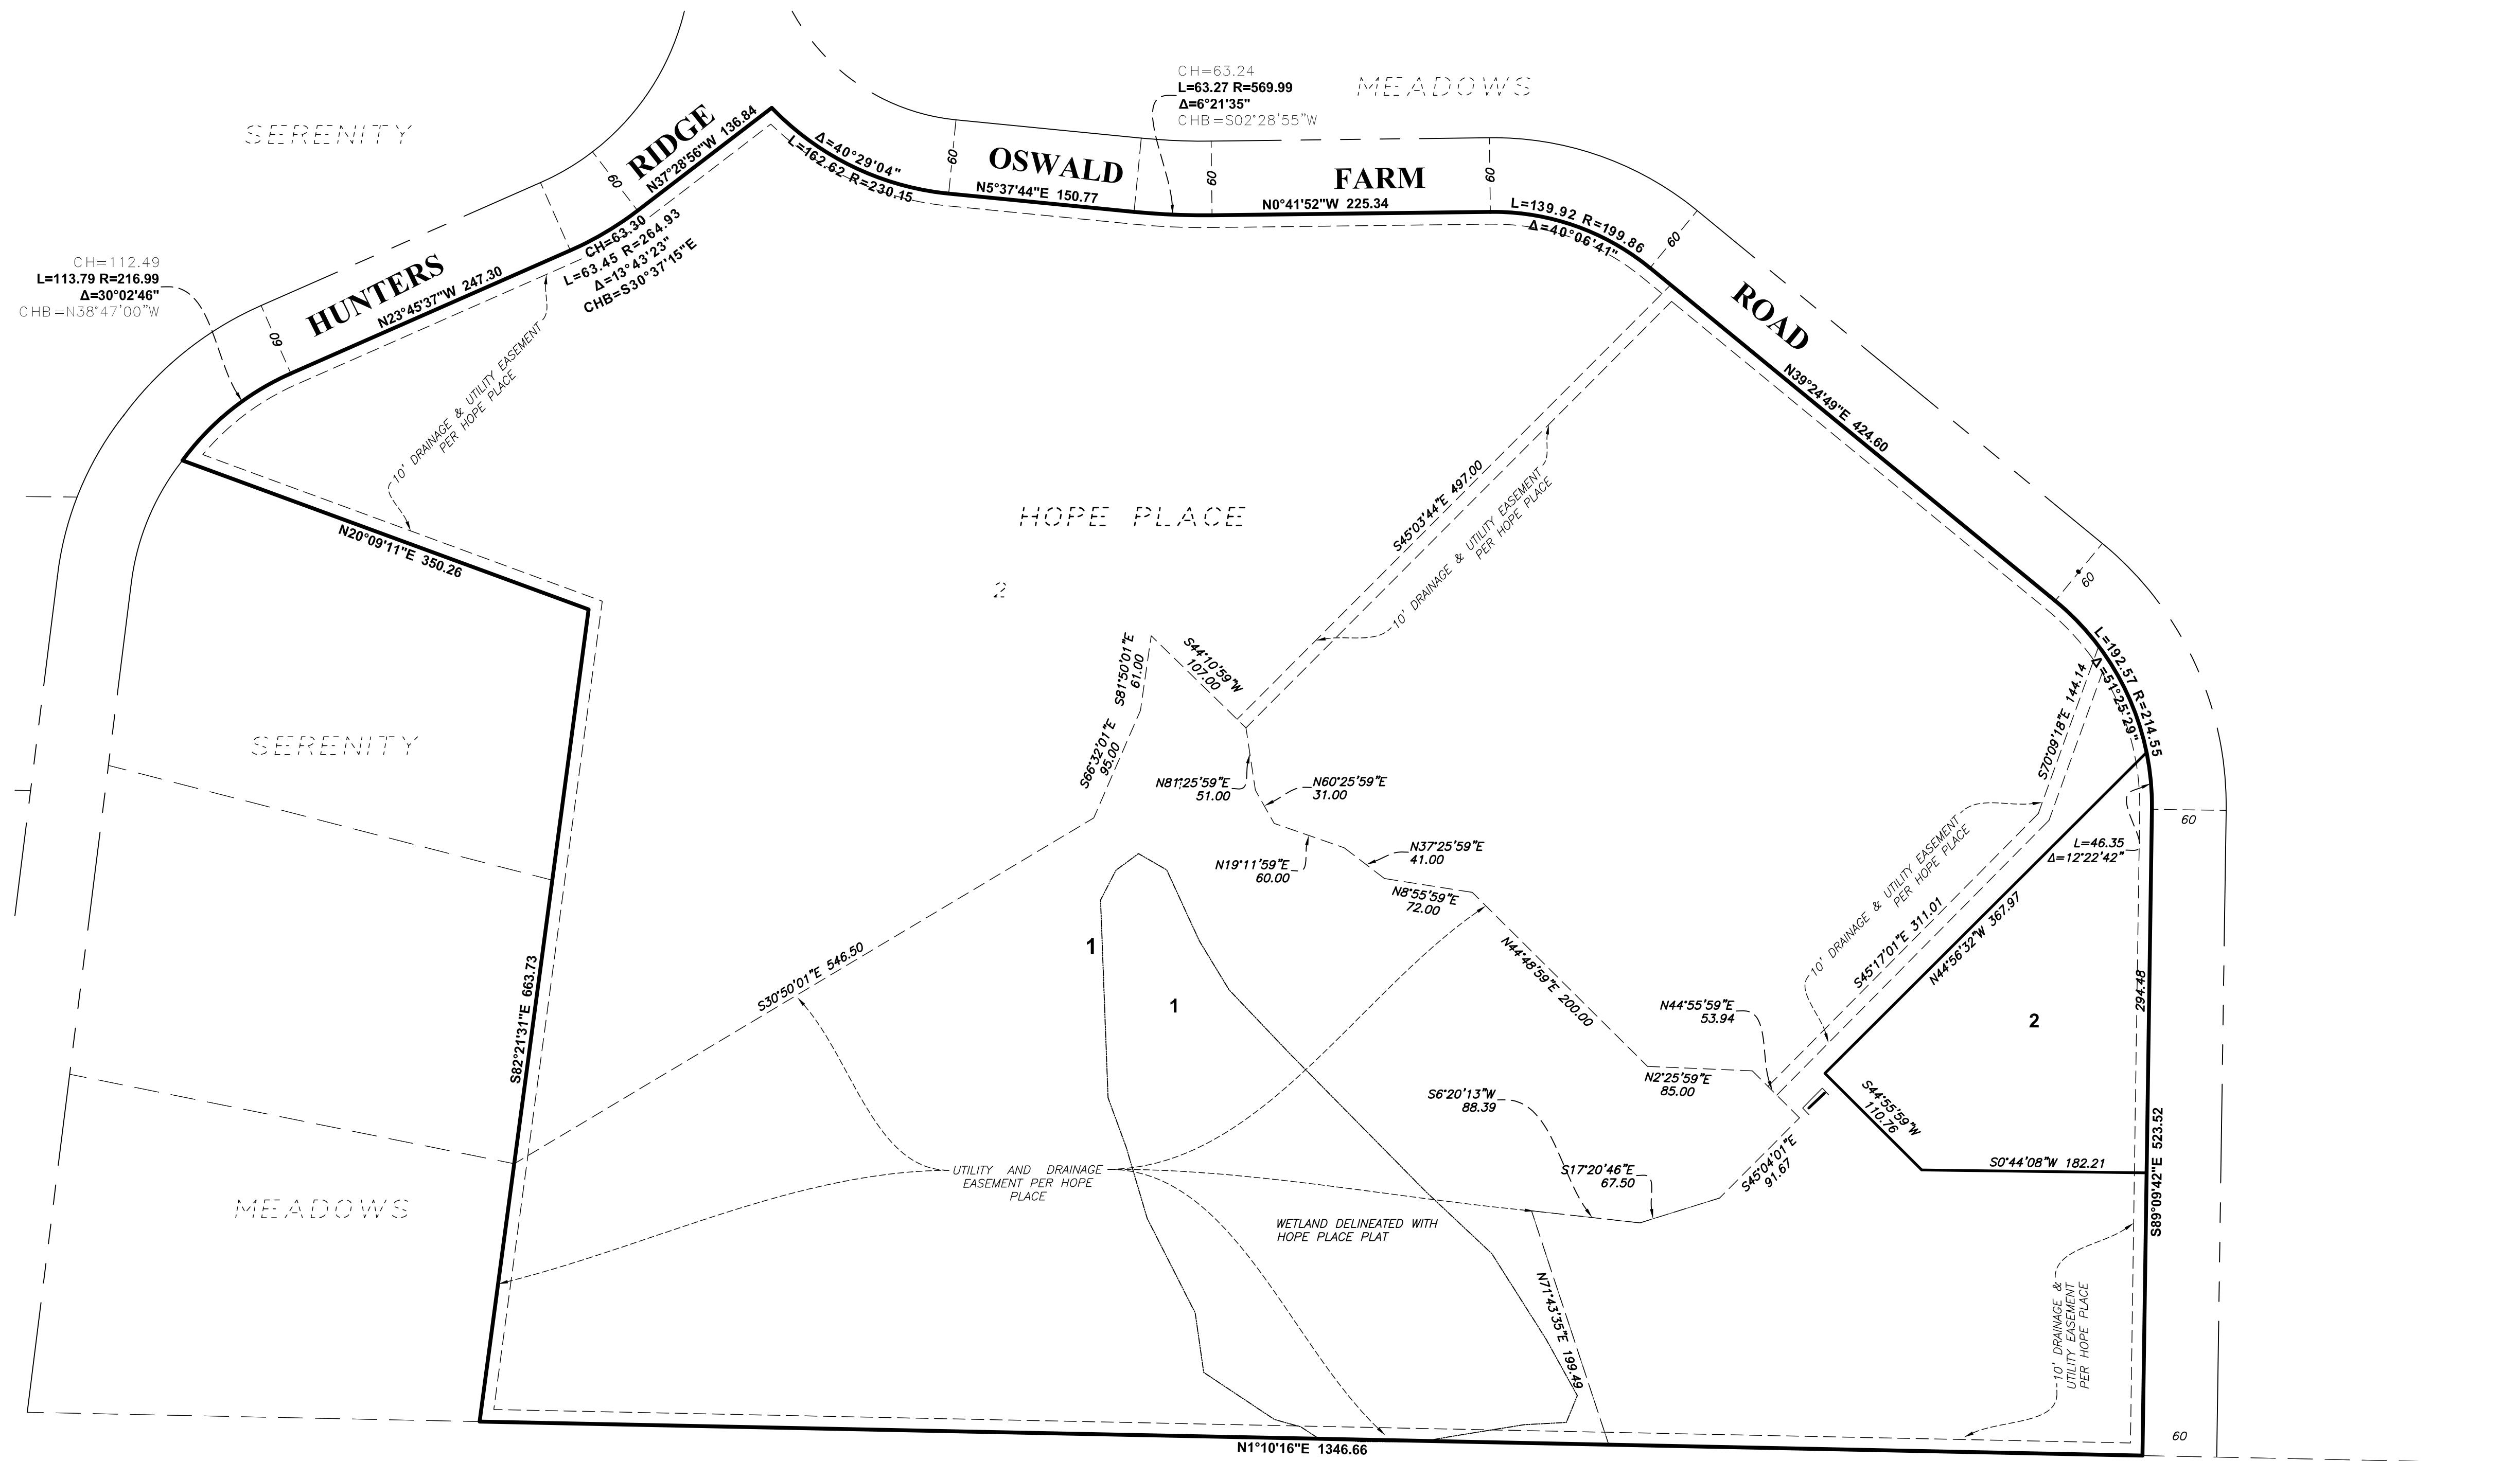 CH=63.24
L=63.27 R=569.99
Δ=6°21'35"
CHB=S02°28'55"W
MEADOWS
SERENITY
HUNTERS
RIDGE
N37°28'56"W 136.84
Δ=40°29'04"
L=162.62 R=230.15
60
60
OSWALD
N5°37'44"E 150.77
60
FARM
N0°41'52"W 225.34
60
L=139.92 R=199.86
Δ=40°06'41"
60
ROAD
N39°24'49"E 424.60
CH=112.49
L=113.79 R=216.99
Δ=30°02'46"
CHB=N38°47'00"W
60
N23°45'37"W 247.30
CH=63.30
L=63.45 R=264.93
Δ=13°43'23"
CHB=S30°37'15"E
10' DRAINAGE & UTILITY EASEMENT
PER HOPE PLACE
N20°09'11"E 350.26
HOPE PLACE
2
S45°03'44"E 497.00
10' DRAINAGE & UTILITY EASEMENT
PER HOPE PLACE
60
L=192.57 R=214.55
Δ=51°25'29"
S70°09'18"E 144.14
S81°50'01"E
61.00
S44°10'59"W
107.00
S66°32'01"E
95.00
N81°25'59"E
51.00
N60°25'59"E
31.00
N19°11'59"E
60.00
N37°25'59"E
41.00
N8°55'59"E
72.00
SERENITY
60
L=46.35
Δ=12°22'42"
10' DRAINAGE & UTILITY EASEMENT
PER HOPE PLACE
S45°17'01"E 311.01
N44°56'32"W 367.97
294.48
1
1
2
S30°50'01"E 546.50
N44°48'59"E 200.00
N44°55'59"E
53.94
S82°21'31"E 663.73
N2°25'59"E
85.00
S6°20'13"W
88.39
S44°55'59"W
110.76
S0°44'08"W 182.21
S89°09'42"E 523.52
S17°20'46"E
67.50
S45°04'01"E
91.67
UTILITY AND DRAINAGE
EASEMENT PER HOPE
PLACE
MEADOWS
WETLAND DELINEATED WITH
HOPE PLACE PLAT
N71°43'35"E 199.49
10' DRAINAGE &
UTILITY EASEMENT
PER HOPE PLACE
60
N1°10'16"E 1346.66